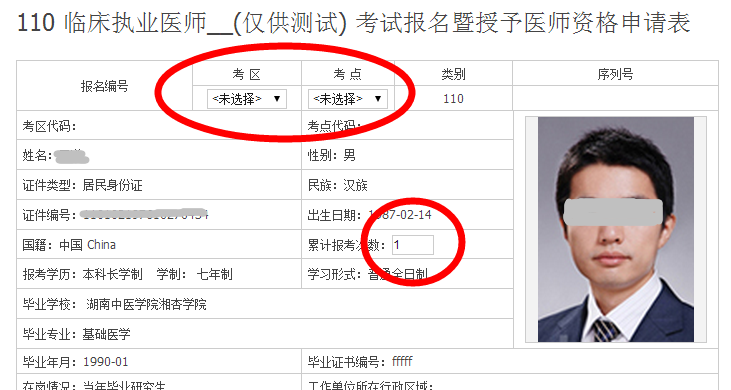 110 临床执业医师__(仅供测试) 考试报名暨授予医师资格申请表
报名编号 考 区 考 点 类别 序列号
<未选择> <未选择> 110
考区代码： 考点代码：
姓名： 性别：男
证件类型：居民身份证 民族：汉族
证件编号： 出生日期：1987-02-14
国籍：中国 China 累计报考次数：1
报考学历：本科长学制 学制：七年制 学习形式：普通全日制
毕业学校：湖南中医学院湘杏学院
毕业专业：基础医学
毕业年月：1990-01 毕业证书编号：fffff
在岗情况：当年毕业研究生 工作单位所在行政区域：